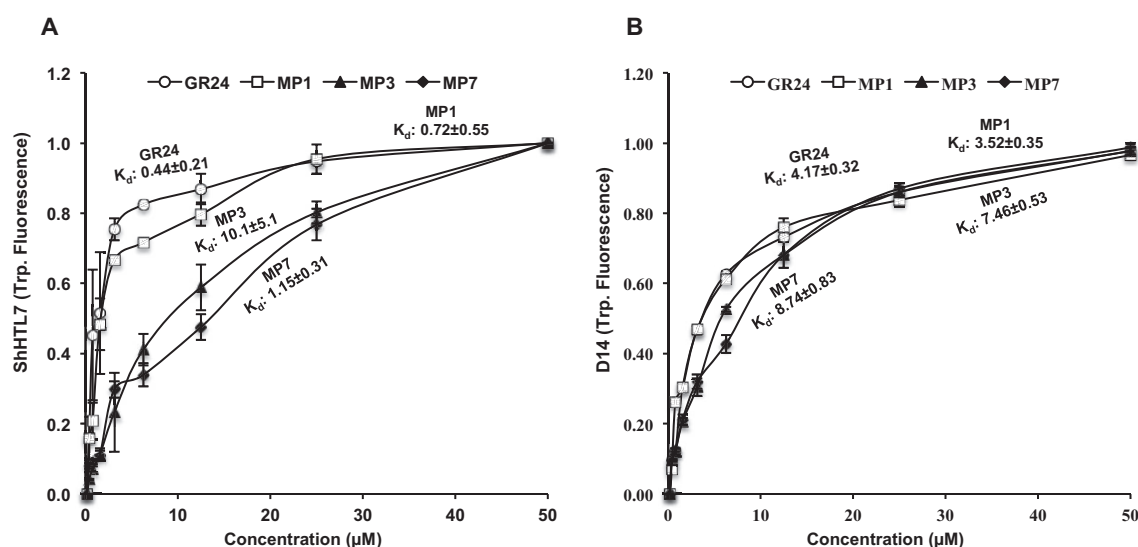 A
GR24 MP1 MP3 MP7
1.2
1.0
0.8
0.6
0.4
0.2
0.0
ShHTL7 (Trp. Fluorescence)
MP1
Kd: 0.72±0.55
GR24
Kd: 0.44±0.21
MP3
Kd: 10.1±5.1
MP7
Kd: 1.15±0.31
0 10 20 30 40 50
Concentration (µM)
B
GR24 MP1 MP3 MP7
1.20
1.00
0.80
0.60
0.40
0.20
0.00
D14 (Trp. Fluorescence)
MP1
Kd: 3.52±0.35
GR24
Kd: 4.17±0.32
MP3
Kd: 7.46±0.53
MP7
Kd: 8.74±0.83
0 10 20 30 40 50
Concentration (µM)